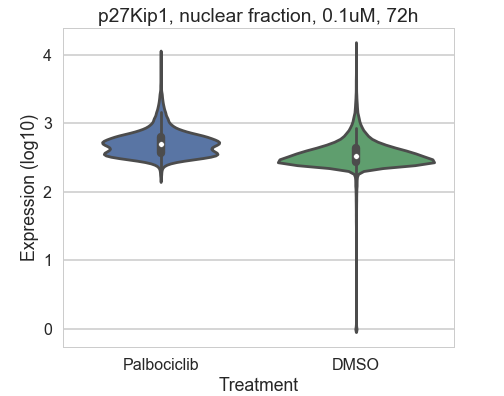 p27Kip1, nuclear fraction, 0.1uM, 72h
Expression (log10)
4
3
2
1
0
Palbociclib
DMSO
Treatment